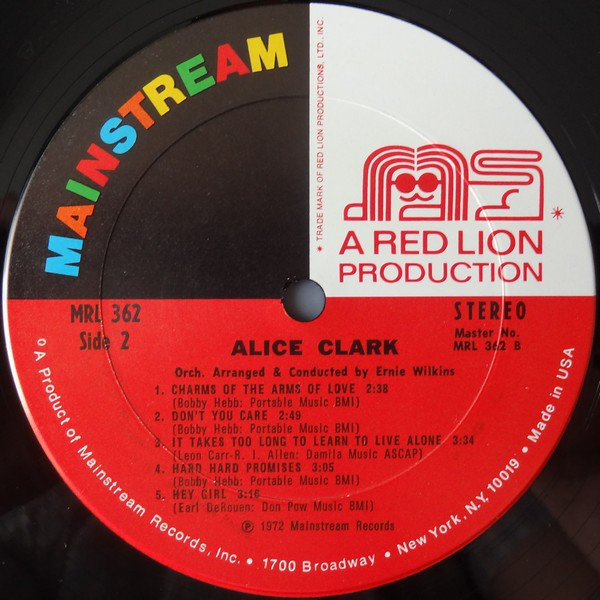 MAINSTREAM
* TRADE MARK OF RED LION PRODUCTIONS, LTD., INC.
*
A RED LION
PRODUCTION
MRL 362
Side 2
STEREO
Master No.
MRL 362 B
ALICE CLARK
Orch. Arranged & Conducted by Ernie Wilkins
1. CHARMS OF THE ARMS OF LOVE 2:38
(Bobby Hebb: Portable Music BMI)
2. DON'T YOU CARE 2:49
(Bobby Hebb: Portable Music BMI)
3. IT TAKES TOO LONG TO LEARN TO LIVE ALONE 3:34
(Leon Carr-R. I. Allen: Damila Music ASCAP)
4. HARD HARD PROMISES 3:05
(Bobby Hebb: Portable Music BMI)
5. HEY GIRL 3:16
(Earl DeRouen: Don Pow Music BMI)
℗ 1972 Mainstream Records
A Product of Mainstream Records, Inc. • 1700 Broadway • New York, N.Y. 10019 • Made in USA